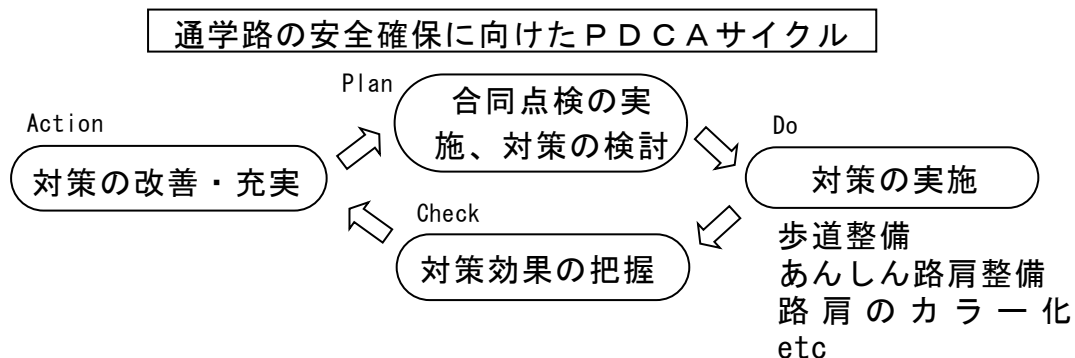 通学路の安全確保に向けたＰＤＣＡサイクル
Plan
合同点検の実
施、対策の検討
Action
対策の改善・充実
Do
対策の実施
Check
対策効果の把握
歩道整備
あんしん路肩整備
路肩のカラー化
etc